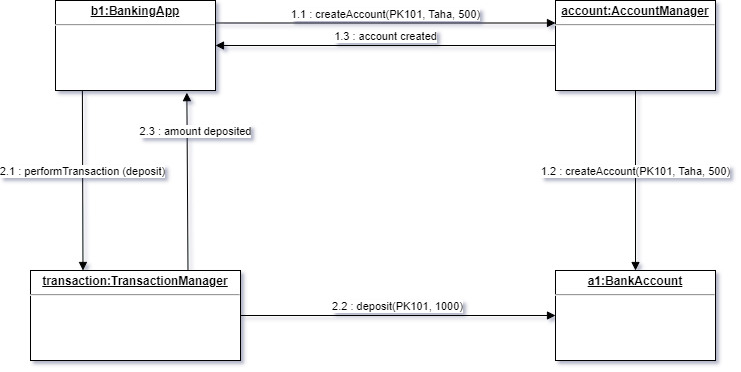 b1:BankingApp
1.1 : createAccount(PK101, Taha, 500)
account:AccountManager
1.3 : account created
2.3 : amount deposited
2.1 : performTransaction (deposit)
1.2 : createAccount(PK101, Taha, 500)
transaction:TransactionManager
a1:BankAccount
2.2 : deposit(PK101, 1000)